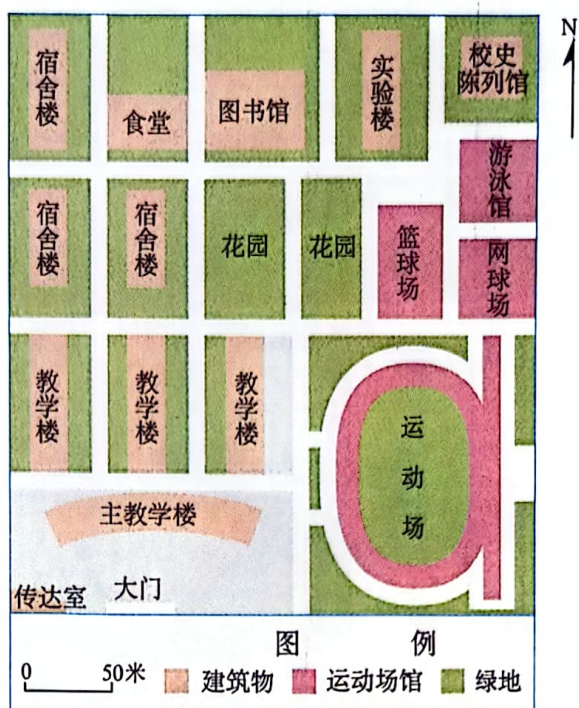 N
宿舍楼
食堂
图书馆
实验楼
校史
陈列馆
游泳馆
宿舍楼
宿舍楼
花园
花园
篮球场
网球场
教学楼
教学楼
教学楼
运动场
主教学楼
传达室
大门
图 例
0 50米
建筑物
运动场馆
绿地